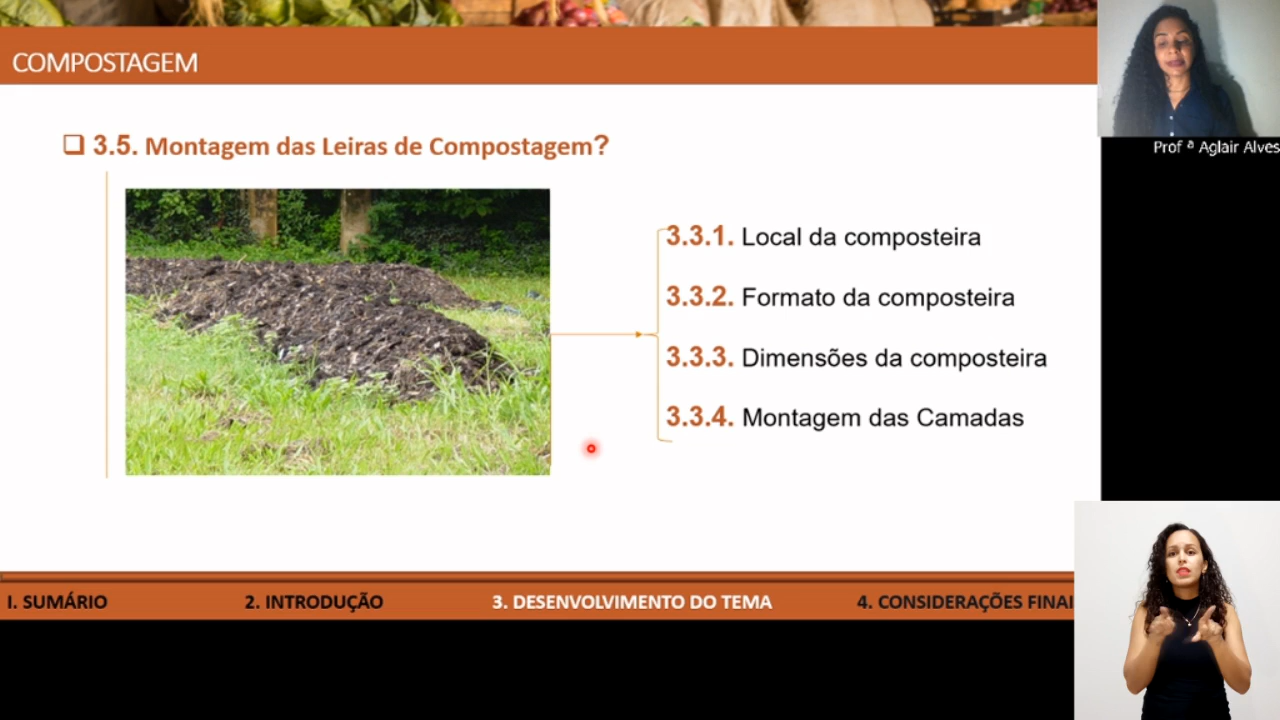 COMPOSTAGEM
❑ 3.5. Montagem das Leiras de Compostagem?
3.3.1. Local da composteira
3.3.2. Formato da composteira
3.3.3. Dimensões da composteira
3.3.4. Montagem das Camadas
Prof ª Aglair Alves
I. SUMÁRIO
2. INTRODUÇÃO
3. DESENVOLVIMENTO DO TEMA
4. CONSIDERAÇÕES FINAI